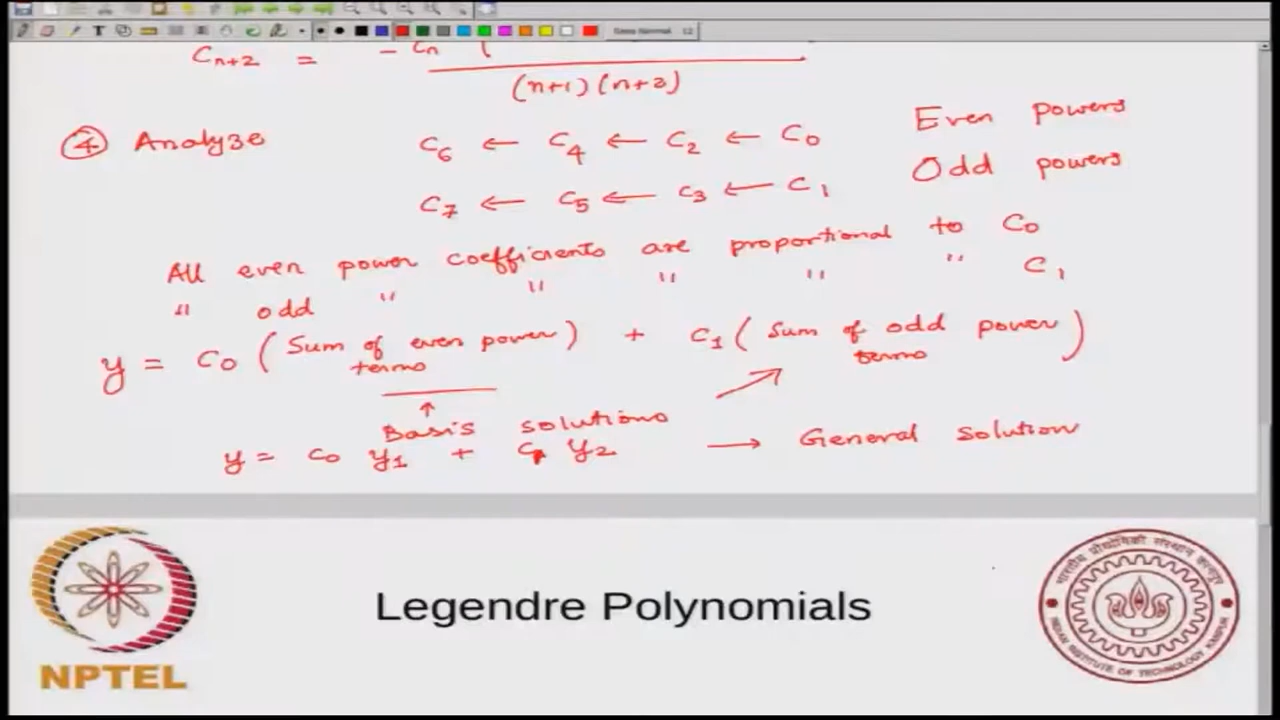 Cn+2 = - Cn (
(n+1)(n+2)
④ Analyze C6 ← C4 ← C2 ← C0 Even powers
C7 ← C5 ← C3 ← C1 Odd powers
All even power coefficients are proportional to C0
" odd " " " " " C1
y = C0 (Sum of even power terms) + C1 (Sum of odd power terms)
↑
Basis solutions
y = C0 y1 + C1 y2 → General solution
Legendre Polynomials
NPTEL